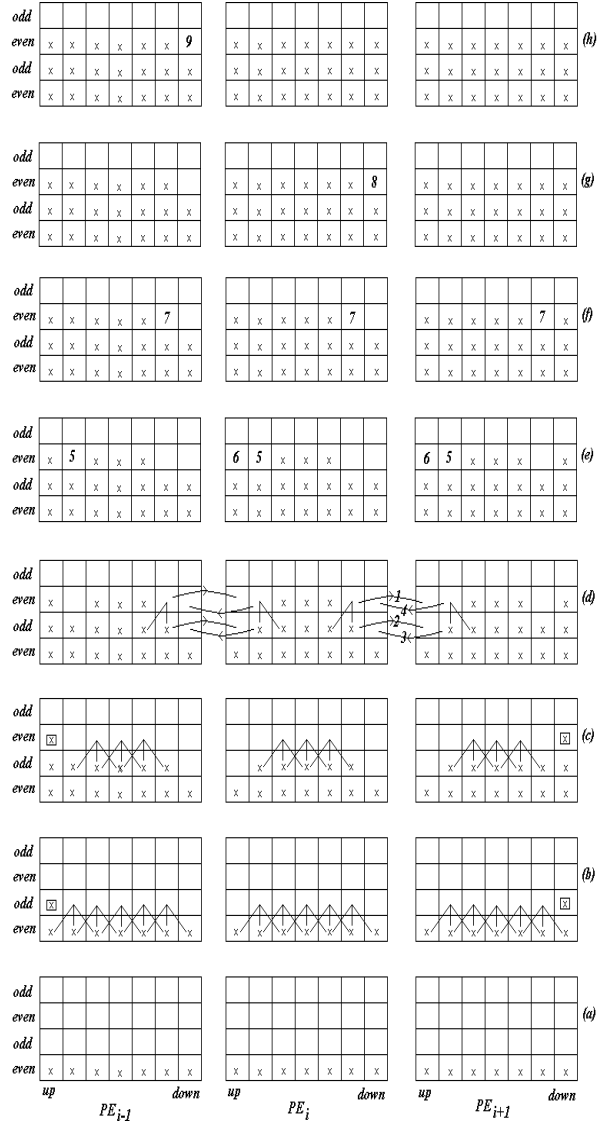 odd
even x x x x x x 9 x x x x x x x x x x x x x x (h)
odd x x x x x x x x x x x x x x x x x x x x x
even x x x x x x x x x x x x x x x x x x x x x
odd
even x x x x x x x x x x x x 8 x x x x x x x (g)
odd x x x x x x x x x x x x x x x x x x x x x
even x x x x x x x x x x x x x x x x x x x x x
odd
even x x x x x 7 x x x x x 7 x x x x x 7 x (f)
odd x x x x x x x x x x x x x x x x x x x x x
even x x x x x x x x x x x x x x x x x x x x x
odd
even x 5 x x x 6 5 x x x 6 5 x x x x (e)
odd x x x x x x x x x x x x x x x x x x x x x
even x x x x x x x x x x x x x x x x x x x x x
odd
even x x x x x x x 1 4 x x x x (d)
odd x x x x x x x x x x x 2 3 x x x x x x
even x x x x x x x x x x x x x x x x x x x x x
odd
even x x (c)
odd x x x x x x x x x x x x x x x x x
even x x x x x x x x x x x x x x x x x x x x x
odd
even (b)
odd x x
even x x x x x x x x x x x x x x x x x x x x x
odd
even (a)
odd
even x x x x x x x x x x x x x x x x x x x x x
up down up down up down
PEi-1 PEi PEi+1